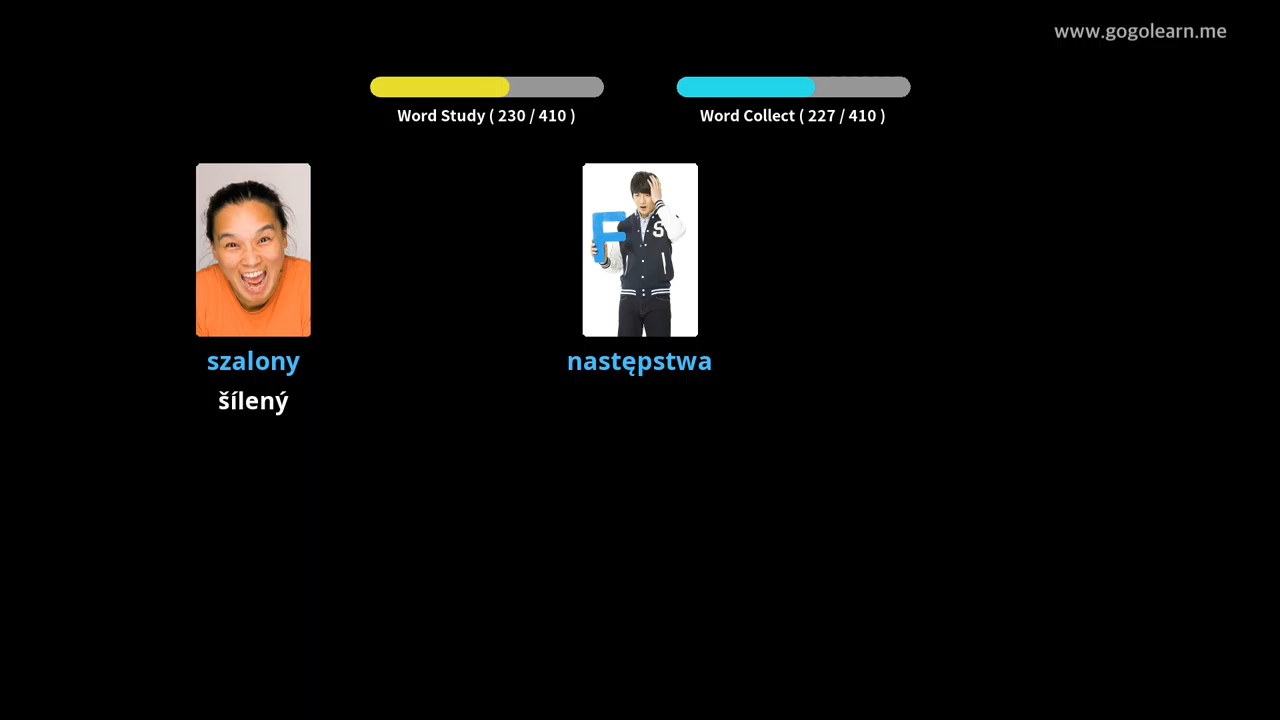 www.gogolearn.me
Word Study ( 230 / 410 )
Word Collect ( 227 / 410 )
F
S
szalony
następstwa
šílený